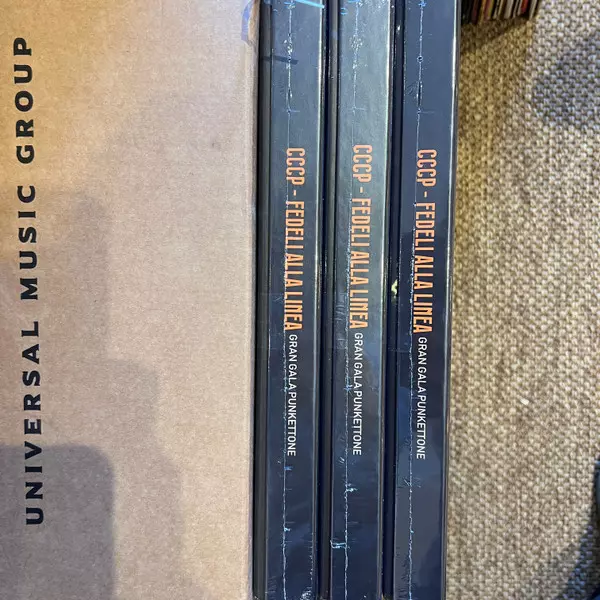 UNIVERSAL MUSIC GROUP
CCCP - FEDELI ALLA LINEA GRAN GALA PUNKETTONE
CCCP - FEDELI ALLA LINEA GRAN GALA PUNKETTONE
CCCP - FEDELI ALLA LINEA GRAN GALA PUNKETTONE